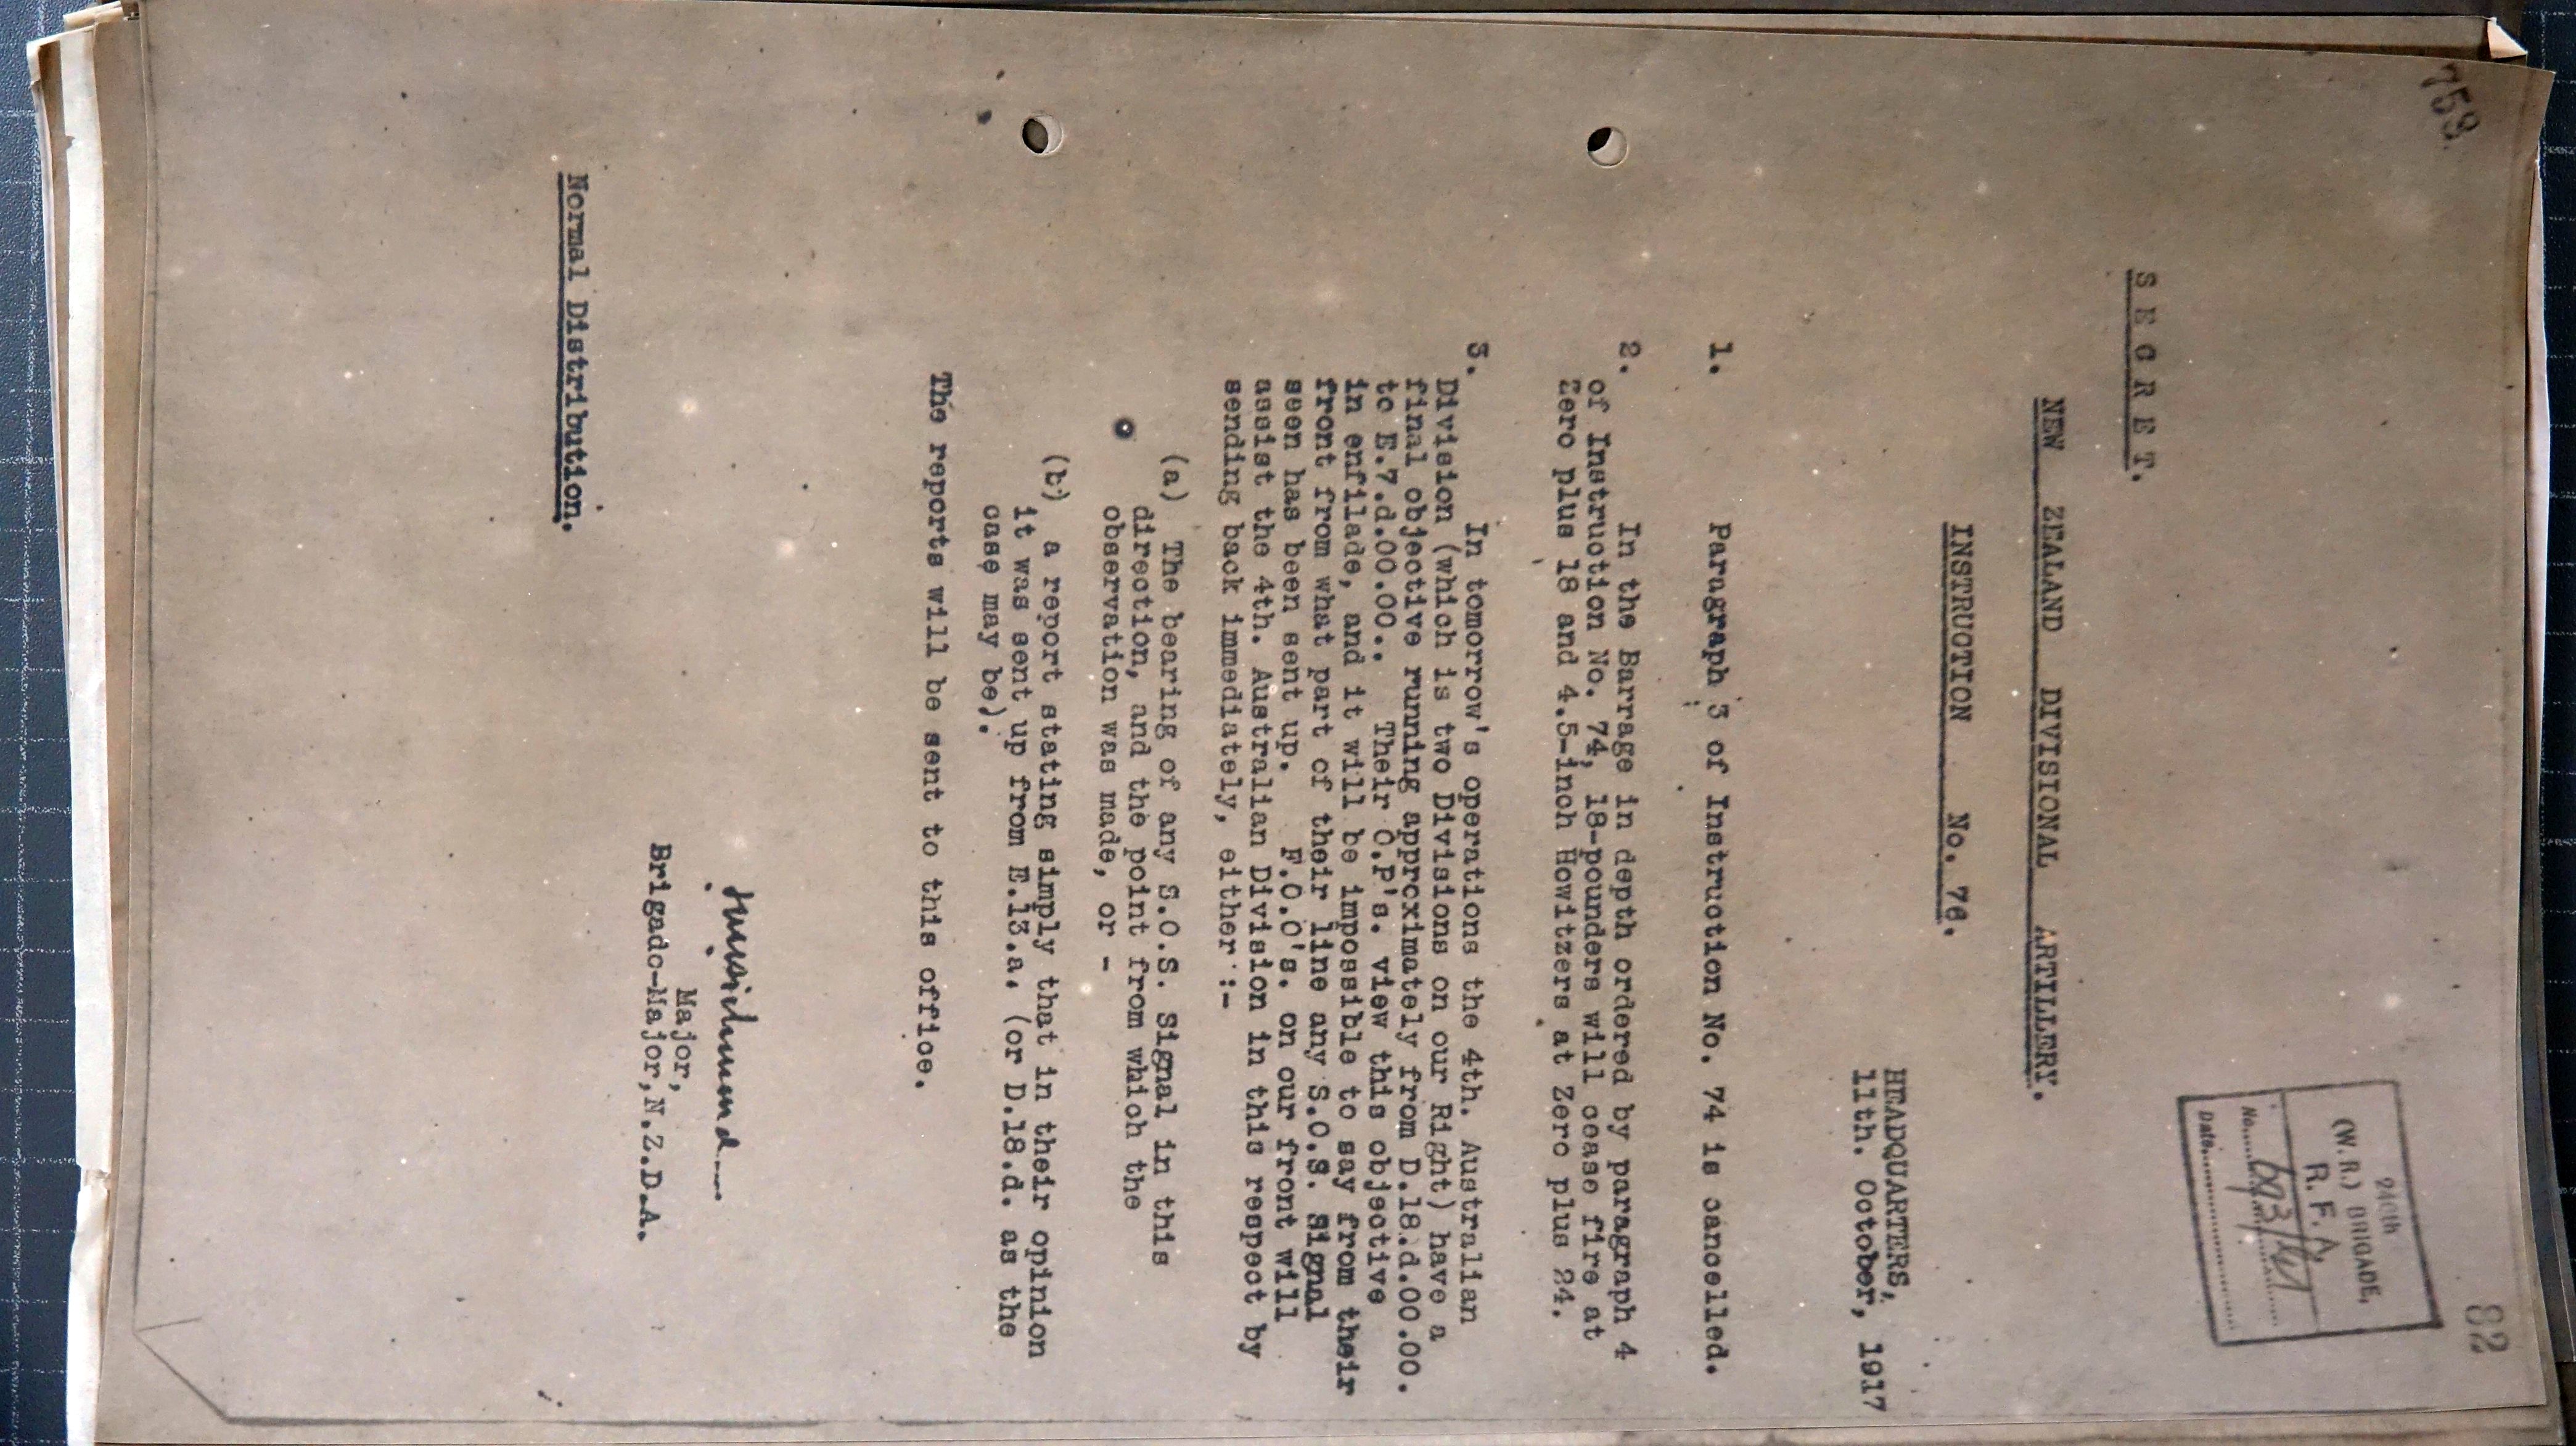 759
82
240th
(W.R.) BRIGADE,
R.F.A.
No.
Date
S E C R E T.
NEW ZEALAND DIVISIONAL ARTILLERY.
INSTRUCTION No. 76.
HEADQUARTERS,
11th. October, 1917
1. Paragraph 3 of Instruction No. 74 is cancelled.
2. In the Barrage in depth ordered by paragraph 4
of Instruction No. 74, 18-pounders will cease fire at
Zero plus 18 and 4.5-inch Howitzers at Zero plus 24.
3. In tomorrow's operations the 4th. Australian
Division (which is two Divisions on our Right) have a
final objective running approximately from D.18.d.00.00.
to E.7.d.00.00.. Their O.P's. view this objective
in enfilade, and it will be impossible to say from their
front from what part of their line any S.O.S. Signal
seen has been sent up. F.O.O's. on our front will
assist the 4th. Australian Division in this respect by
sending back immediately, either :-
(a) The bearing of any S.O.S. Signal in this
direction, and the point from which the
observation was made, or -
(b) a report stating simply that in their opinion
it was sent up from E.13.a. (or D.18.d. as the
case may be).
The reports will be sent to this office.
Major,
Brigade-Major, N.Z.D.A.
Normal Distribution.